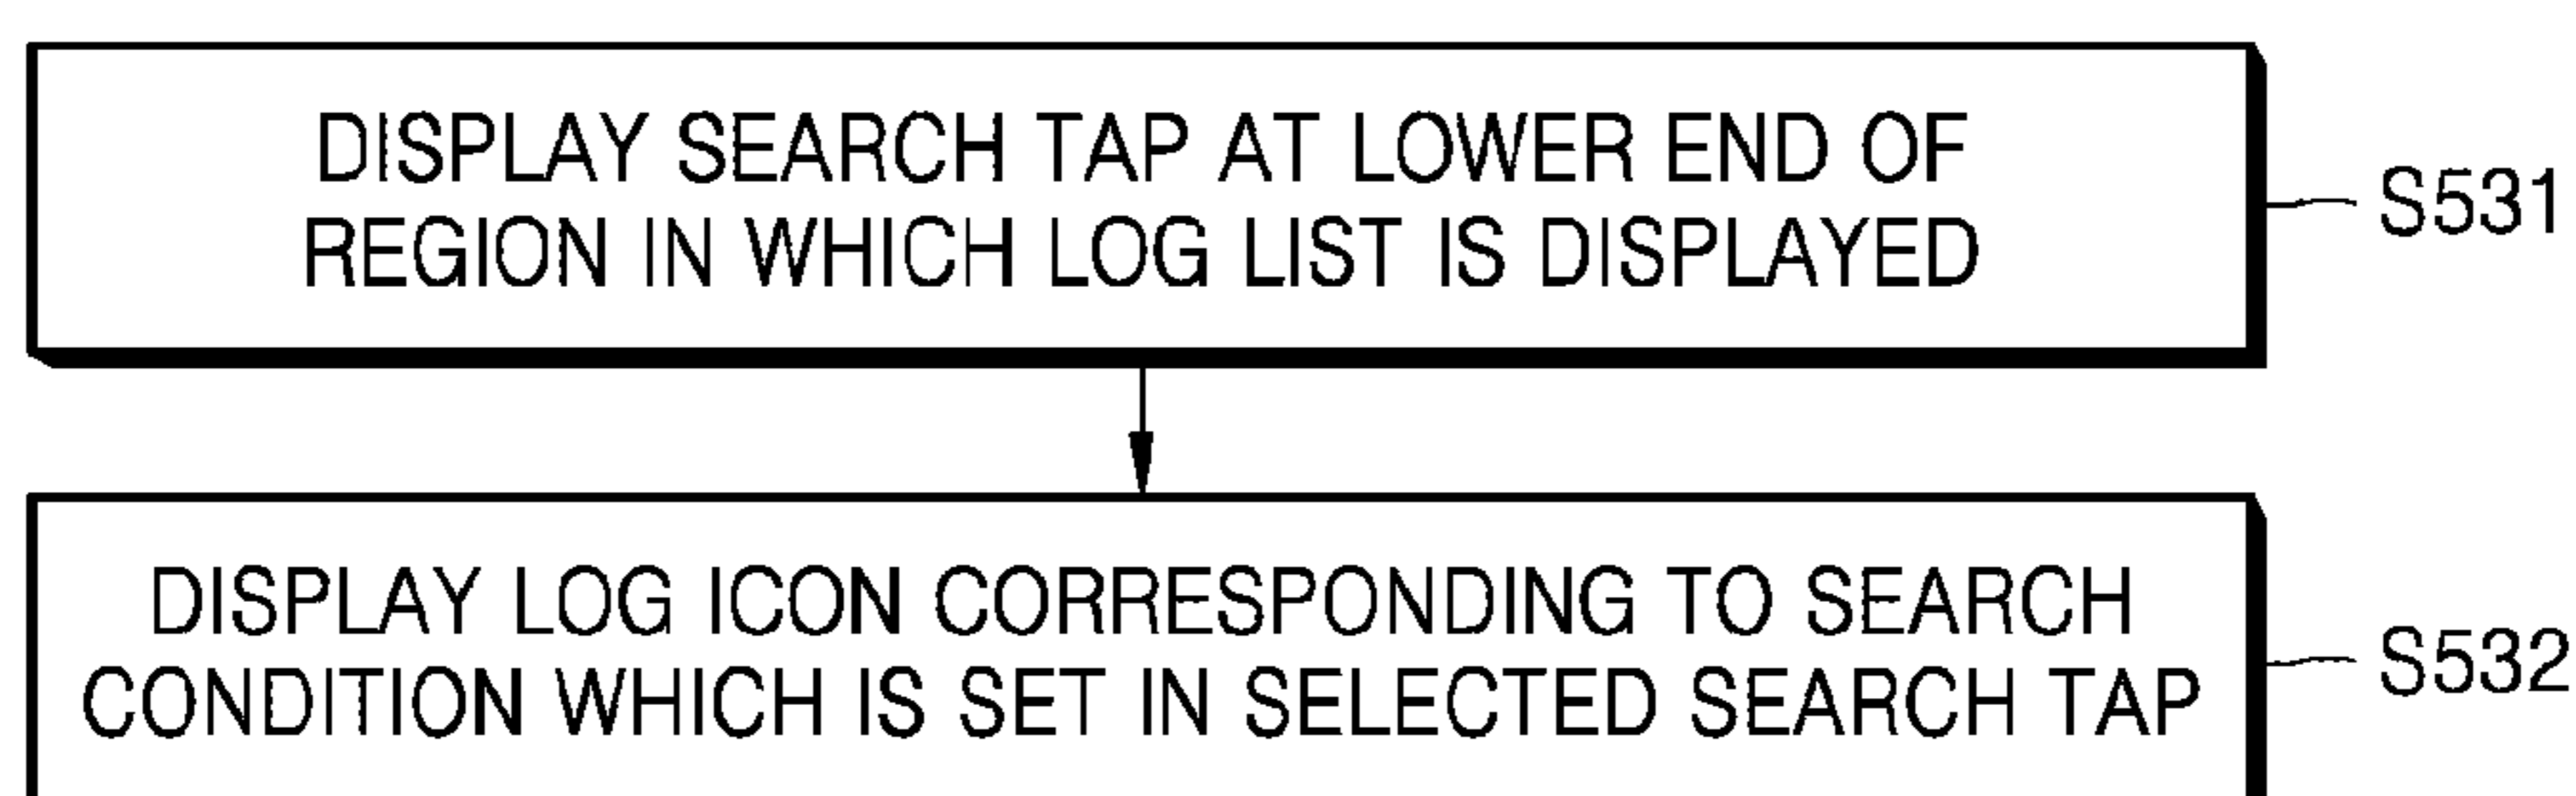 DISPLAY SEARCH TAP AT LOWER END OF
REGION IN WHICH LOG LIST IS DISPLAYED
S531
DISPLAY LOG ICON CORRESPONDING TO SEARCH
CONDITION WHICH IS SET IN SELECTED SEARCH TAP
S532